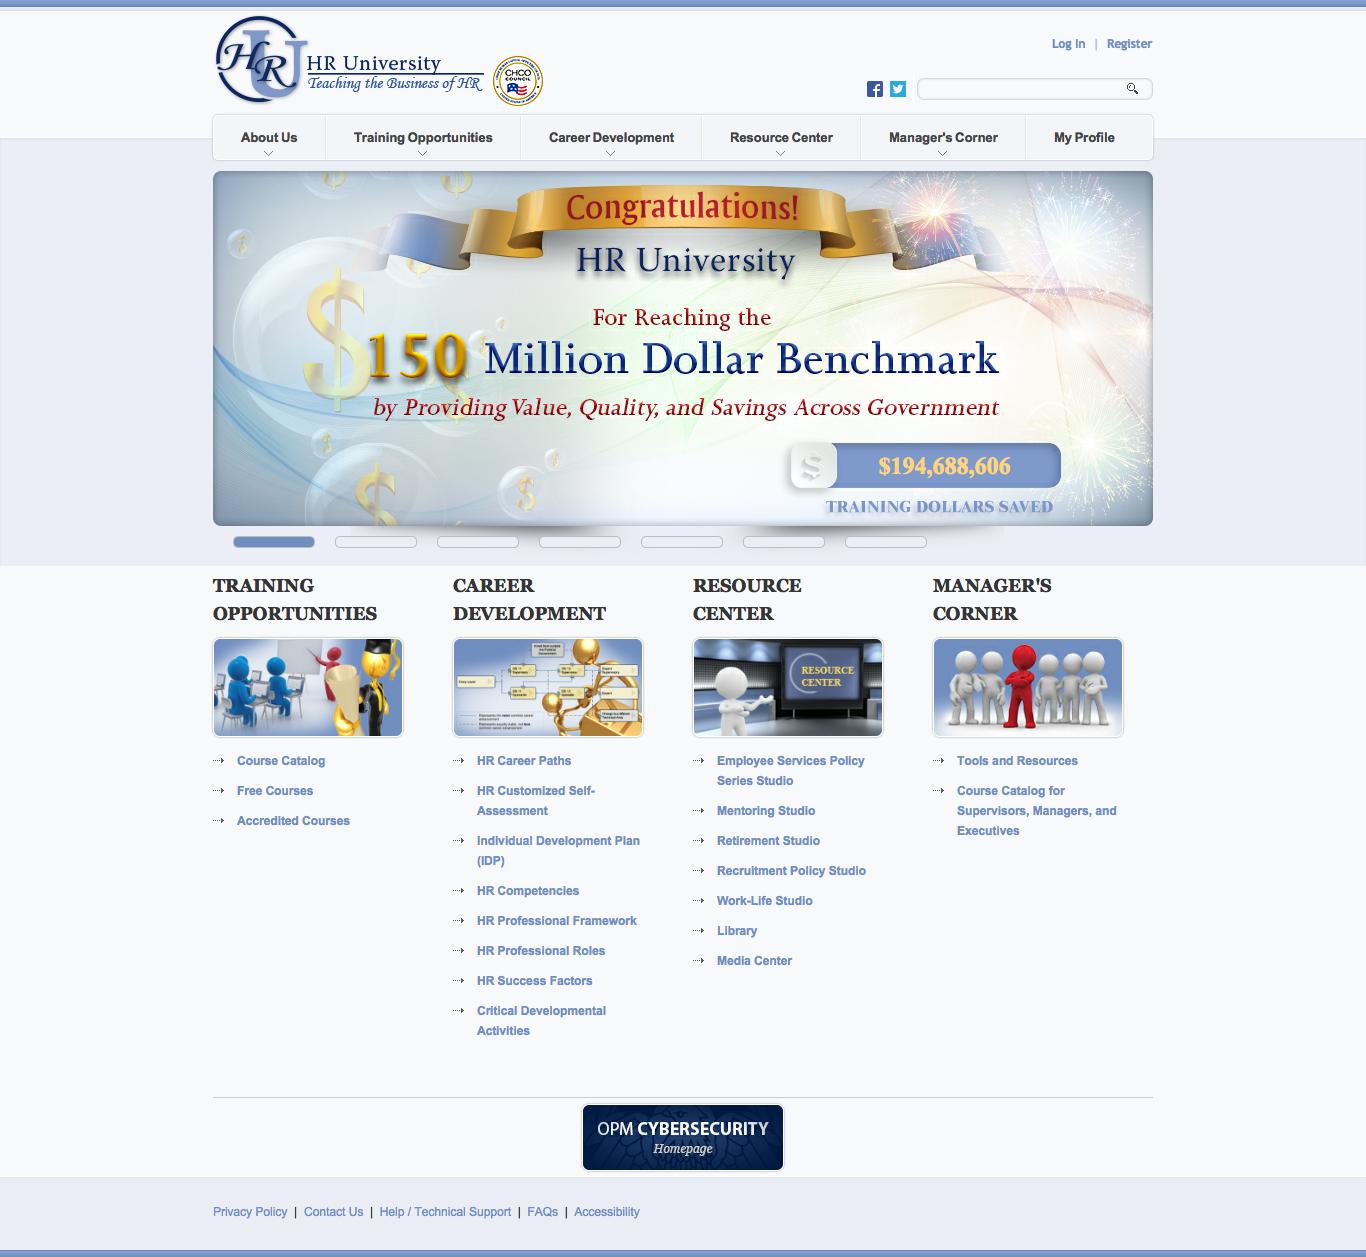 HR University
Teaching the Business of HR
CHCO
COUNCIL
Log In | Register
About Us
Training Opportunities
Career Development
Resource Center
Manager's Corner
My Profile
Congratulations!
HR University
For Reaching the
$150 Million Dollar Benchmark
by Providing Value, Quality, and Savings Across Government
$194,688,606
TRAINING DOLLARS SAVED
TRAINING
OPPORTUNITIES
Course Catalog
Free Courses
Accredited Courses
CAREER
DEVELOPMENT
HR Career Paths
HR Customized Self-
Assessment
Individual Development Plan
(IDP)
HR Competencies
HR Professional Framework
HR Professional Roles
HR Success Factors
Critical Developmental
Activities
RESOURCE
CENTER
RESOURCE
CENTER
Employee Services Policy
Series Studio
Mentoring Studio
Retirement Studio
Recruitment Policy Studio
Work-Life Studio
Library
Media Center
MANAGER'S
CORNER
Tools and Resources
Course Catalog for
Supervisors, Managers, and
Executives
OPM CYBERSECURITY
Homepage
Privacy Policy | Contact Us | Help / Technical Support | FAQs | Accessibility